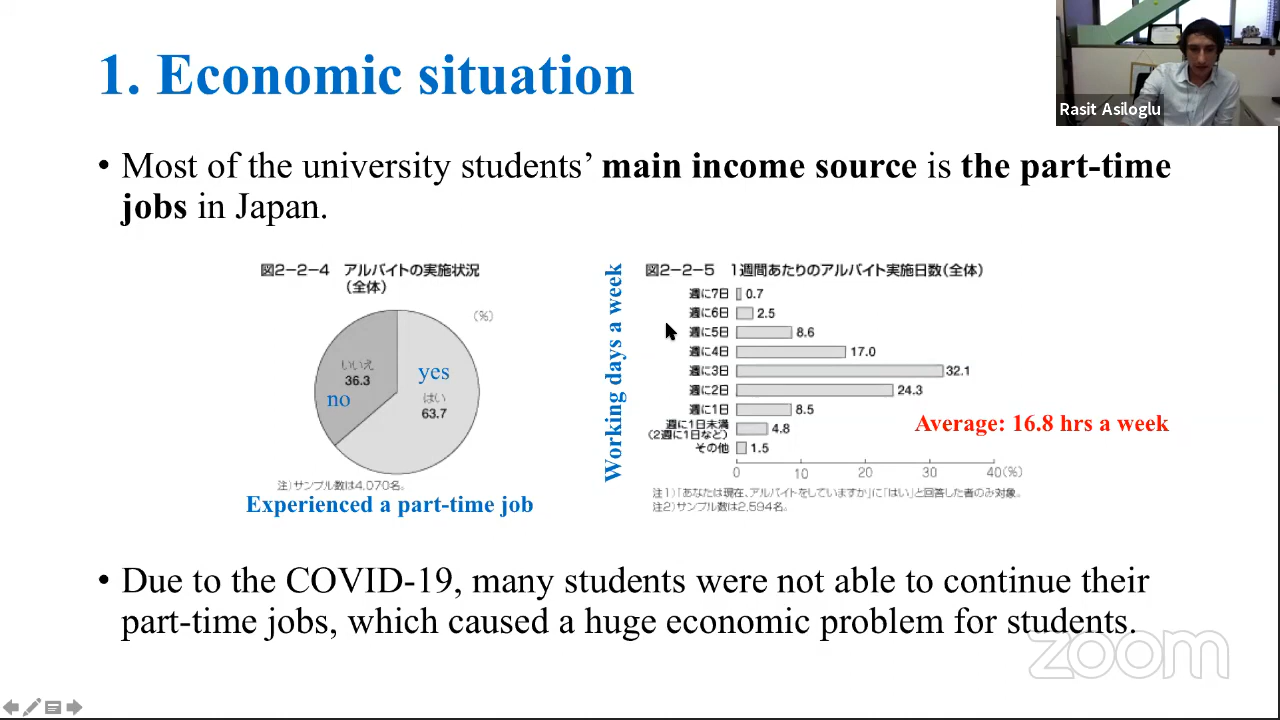 1. Economic situation
Rasit Asiloglu
• Most of the university students’ main income source is the part-time
jobs in Japan.
図2−2−4 アルバイトの実施状況
(全体)
(%)
いいえ
36.3
no
yes
はい
63.7
注)サンプル数は4,070名。
Experienced a part-time job
Working days a week
図2−2−5 1週間あたりのアルバイト実施日数(全体)
週に7日 0.7
週に6日 2.5
週に5日 8.6
週に4日 17.0
週に3日 32.1
週に2日 24.3
週に1日 8.5
週に1日未満
(2週に1日など) 4.8
その他 1.5
0 10 20 30 40(%)
Average: 16.8 hrs a week
注1)「あなたは現在、アルバイトをしていますか」に「はい」と回答した者のみ対象。
注2)サンプル数は2,594名。
• Due to the COVID-19, many students were not able to continue their
part-time jobs, which caused a huge economic problem for students.
zoom